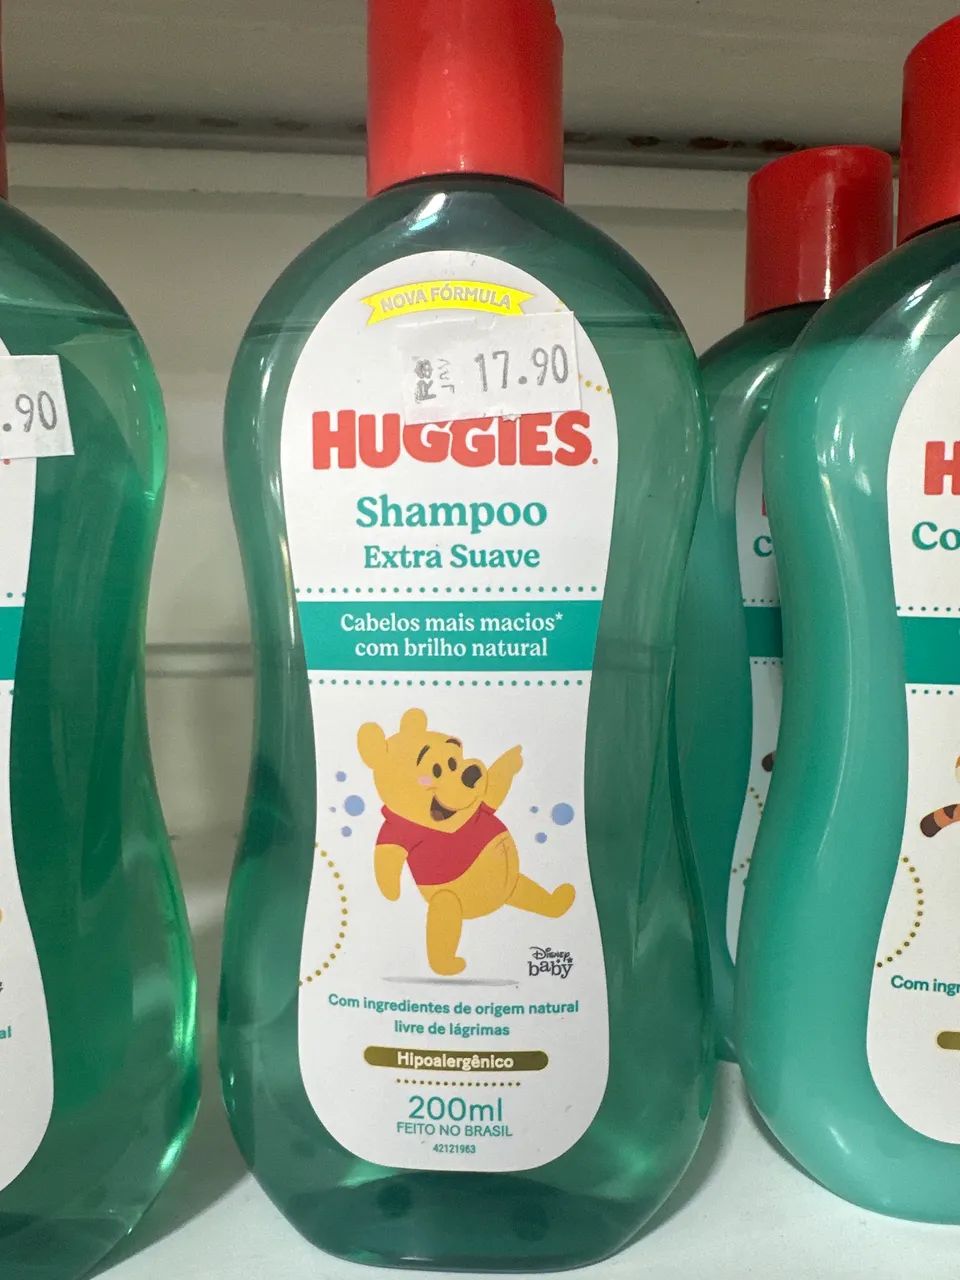 NOVA FÓRMULA
R$ 17.90
HUGGIES.
Shampoo
Extra Suave
Cabelos mais macios*
com brilho natural
Disney
baby
Com ingredientes de origem natural
livre de lágrimas
Hipoalergênico
200ml
FEITO NO BRASIL
42121963
.90
al
H
Co
Com ingr
C